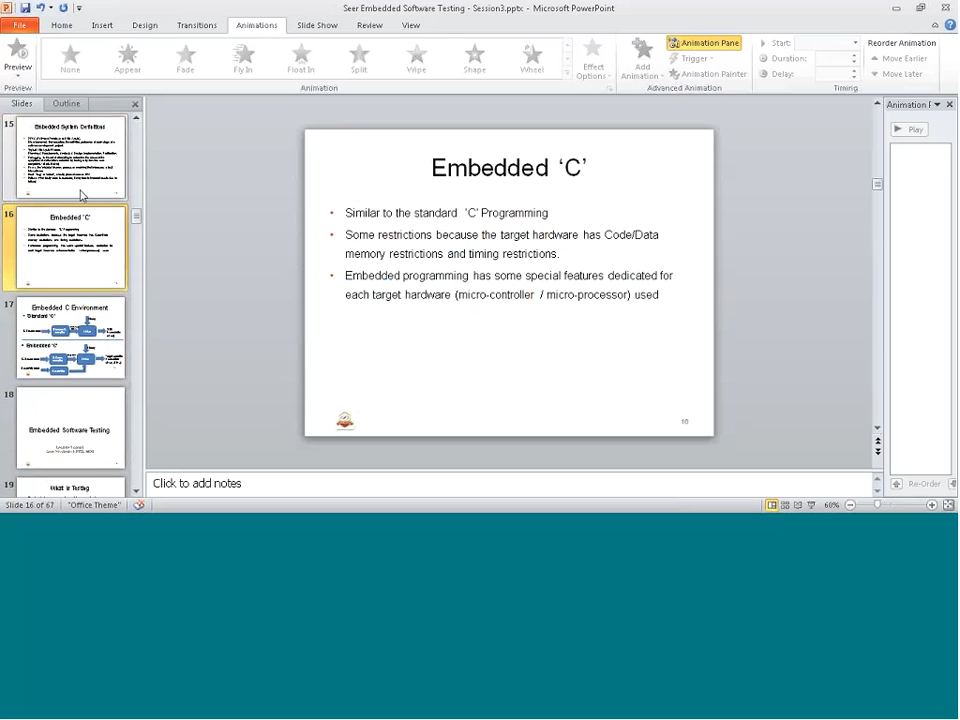 Seer Embedded Software Testing - Session3.pptx - Microsoft PowerPoint
File Home Insert Design Transitions Animations Slide Show Review View
Preview
None Appear Fade Fly In Float In Split Wipe Shape Wheel
Effect Options
Add Animation
Animation Pane
Trigger
Animation Painter
Start:
Duration:
Delay:
Reorder Animation
Move Earlier
Move Later
Preview Animation Advanced Animation Timing
Slides Outline
15
Embedded System Definitions
16
Embedded 'C'
17
Embedded C Environment
Standard 'C'
Embedded 'C'
18
Embedded Software Testing
19
What is Testing
Embedded ‘C’
• Similar to the standard ‘C’ Programming
• Some restrictions because the target hardware has Code/Data
memory restrictions and timing restrictions.
• Embedded programming has some special features dedicated for
each target hardware (micro-controller / micro-processor) used
16
Animation P
Play
Re-Order
Click to add notes
Slide 16 of 67 "Office Theme" 60%